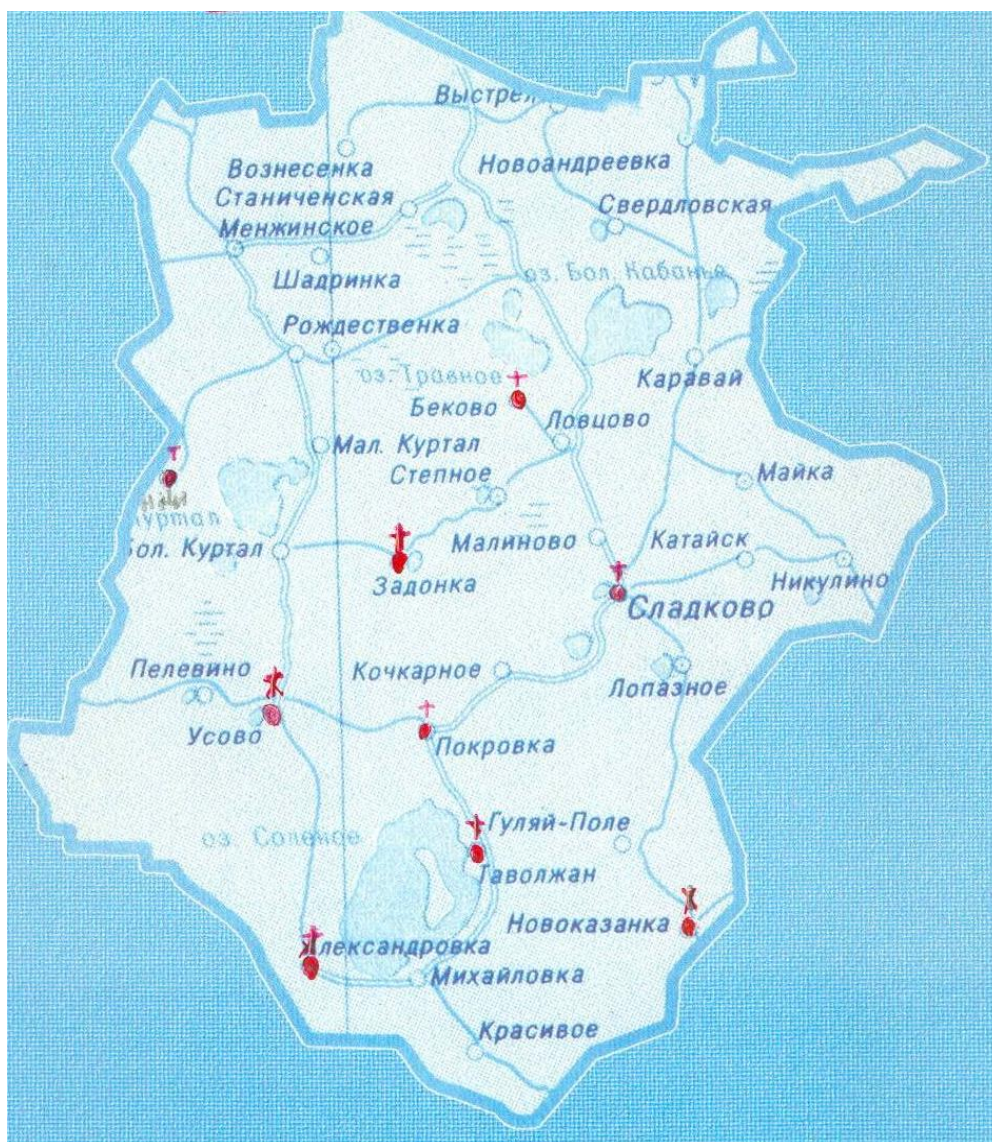 Выстрел
Вознесенка
Новоандреевка
Станиченская
Свердловская
Менжинское
Шадринка
оз. Бол. Кабанье
Рождественка
оз. Травное
Каравай
Беково
Ловцово
Мал. Куртал
Степное
Майка
Куртал
Бол. Куртал
Малиново
Катайск
Никулино
Задонка
Сладково
Пелевино
Кочкарное
Лопазное
Усово
Покровка
оз. Соленое
Гуляй-Поле
Таволжан
Новоказанка
Александровка
Михайловка
Красивое